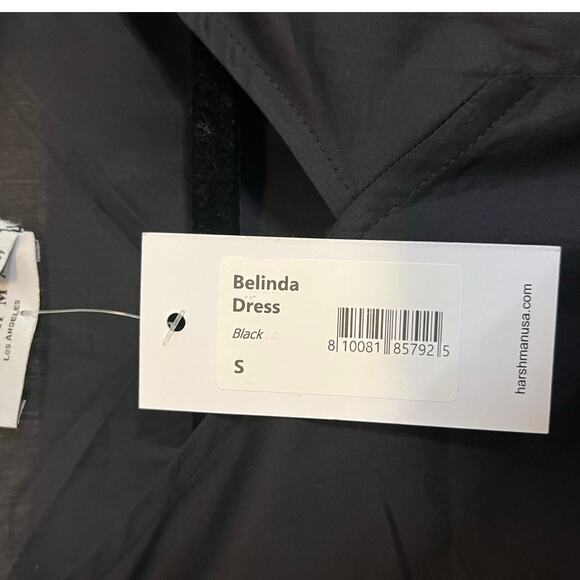 Belinda
Dress
Black
S
8 10081 85792 5
harshmanusa.com
M
LOS ANGELES